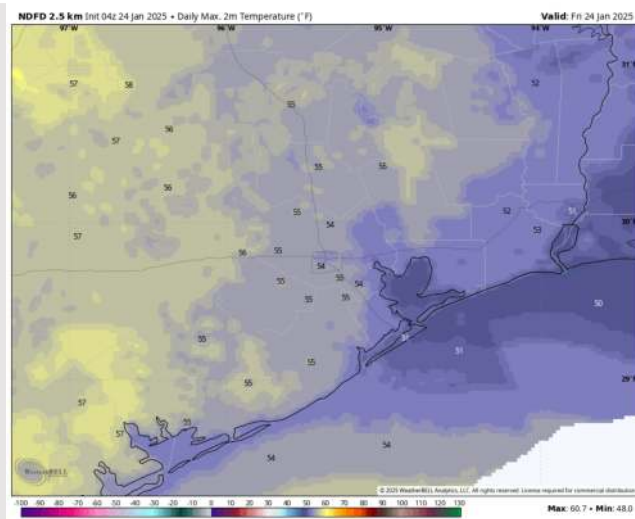 NDFD 2.5 km Init 04z 24 Jan 2025 • Daily Max. 2m Temperature (°F)
Valid: Fri 24 Jan 2025
97°W 96°W 95°W 94°W
31°N
57 58 52
55
57 56
55 55
56 56
55 52 51
54 30°N
57 53
56 55
54
55 55 54
55 55 50
55 51
55
29°N
55
57
57 55
54 54
WeatherBELL
© 2025 WeatherBELL Analytics, LLC. All rights reserved. License required for commercial distribution
-100 -90 -80 -70 -60 -50 -40 -30 -20 -10 0 10 20 30 40 50 60 70 80 90 100 110 120 130
Max: 60.7 • Min: 48.0